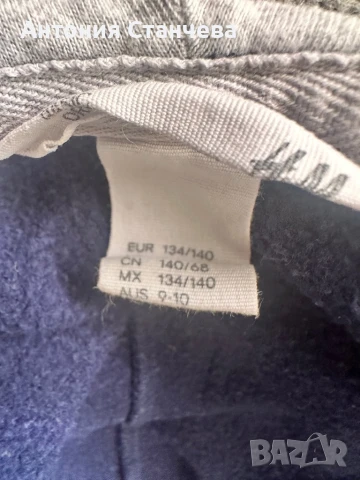 Антония Станчева
H&M
EUR 134/140
CN 140/68
MX 134/140
AUS 9-10
BAZAR